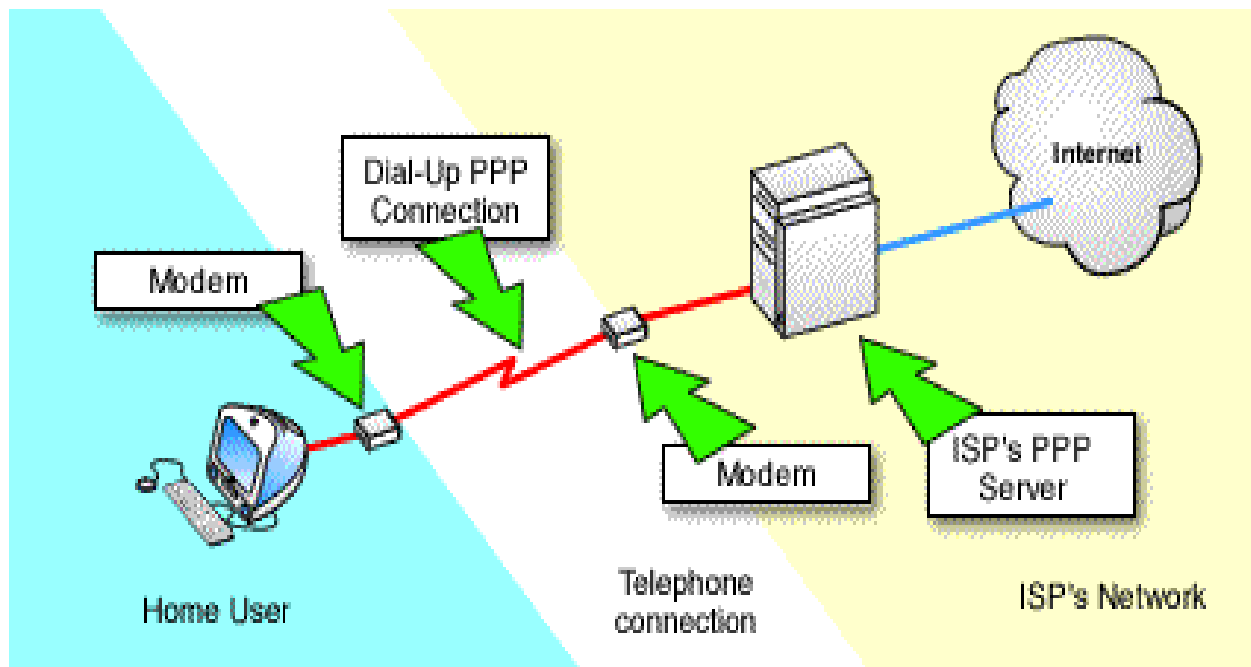 Internet
Dial-Up PPP
Connection
Modem
ISP's PPP
Server
Modem
Home User
Telephone
connection
ISP's Network